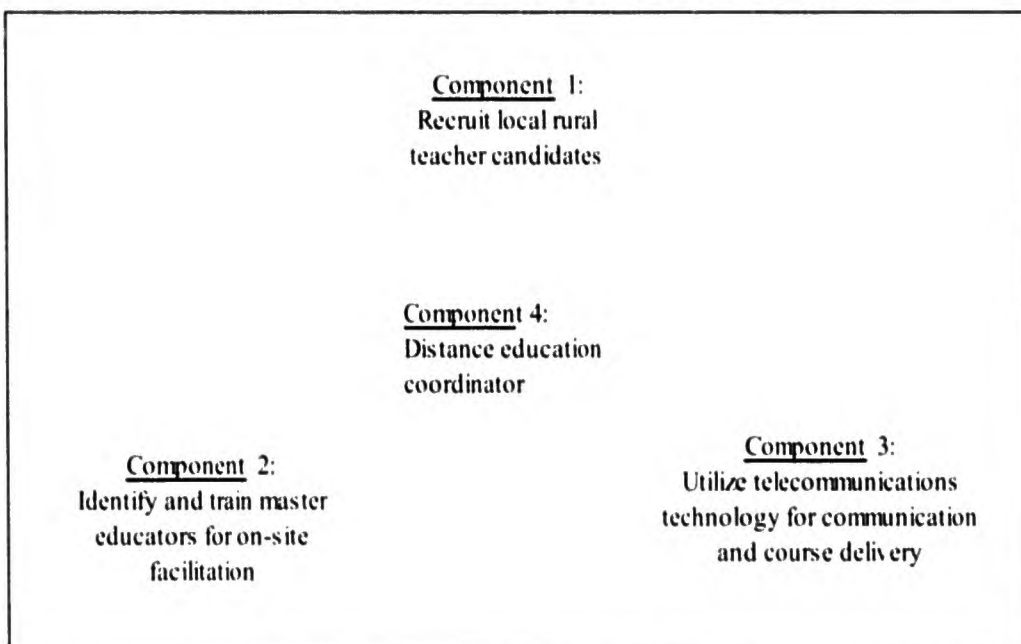 Component 1:
Recruit local rural
teacher candidates
Component 4:
Distance education
coordinator
Component 2:
Identify and train master
educators for on-site
facilitation
Component 3:
Utilize telecommunications
technology for communication
and course delivery